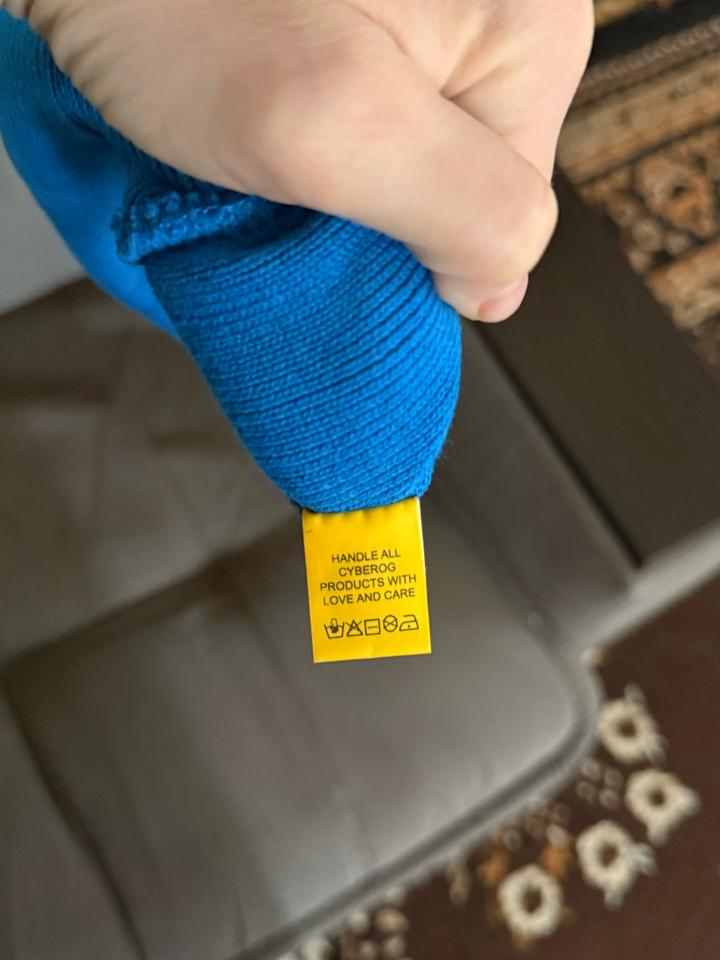 HANDLE ALL
CYBEROG
PRODUCTS WITH
LOVE AND CARE